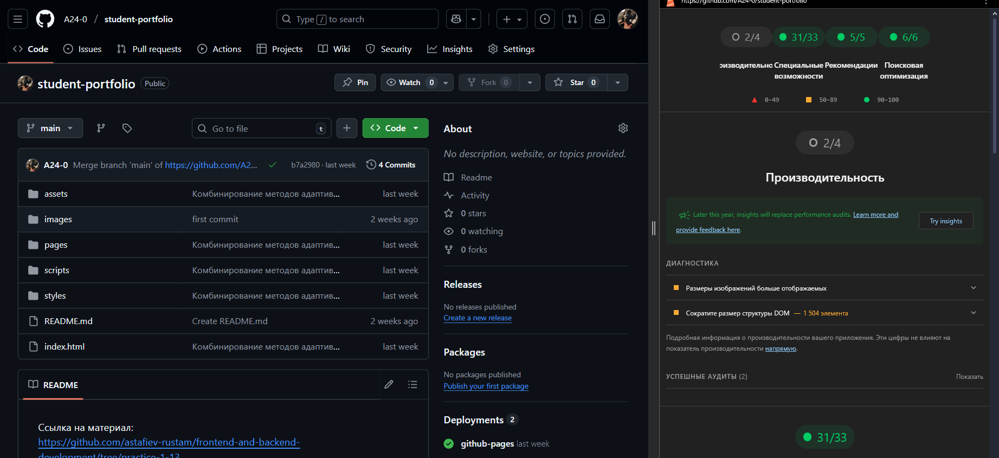 A24-0 / student-portfolio
Type / to search
Code
Issues
Pull requests
Actions
Projects
Wiki
Security
Insights
Settings
student-portfolio Public
Pin
Watch 0
Fork 0
Star 0
main
Go to file t
Code
A24-0 Merge branch 'main' of https://github.com/A2... b7a2980 · last week 4 Commits
assets Комбинирование методов адаптив... last week
images first commit 2 weeks ago
pages Комбинирование методов адаптив... last week
scripts Комбинирование методов адаптив... last week
styles Комбинирование методов адаптив... last week
README.md Create README.md 2 weeks ago
index.html Комбинирование методов адаптив... last week
README
Ссылка на материал:
https://github.com/astafiev-rustam/frontend-and-backend-
development/tree/practice-1-13
About
No description, website, or topics provided.
Readme
Activity
0 stars
0 watching
0 forks
Releases
No releases published
Create a new release
Packages
No packages published
Publish your first package
Deployments 2
github-pages last week
https://github.com/A24-0/student-portfolio
2/4
31/33
5/5
6/6
оизводительно
Специальные
возможности
Рекомендации
Поисковая
оптимизация
0–49
50–89
90–100
2/4
Производительность
Later this year, insights will replace performance audits. Learn more and
provide feedback here.
Try insights
ДИАГНОСТИКА
Размеры изображений больше отображаемых
Сократите размер структуры DOM — 1 504 элемента
Подробная информация о производительности вашего приложения. Эти цифры не влияют на
показатель производительности напрямую.
УСПЕШНЫЕ АУДИТЫ (2)
Показать
31/33